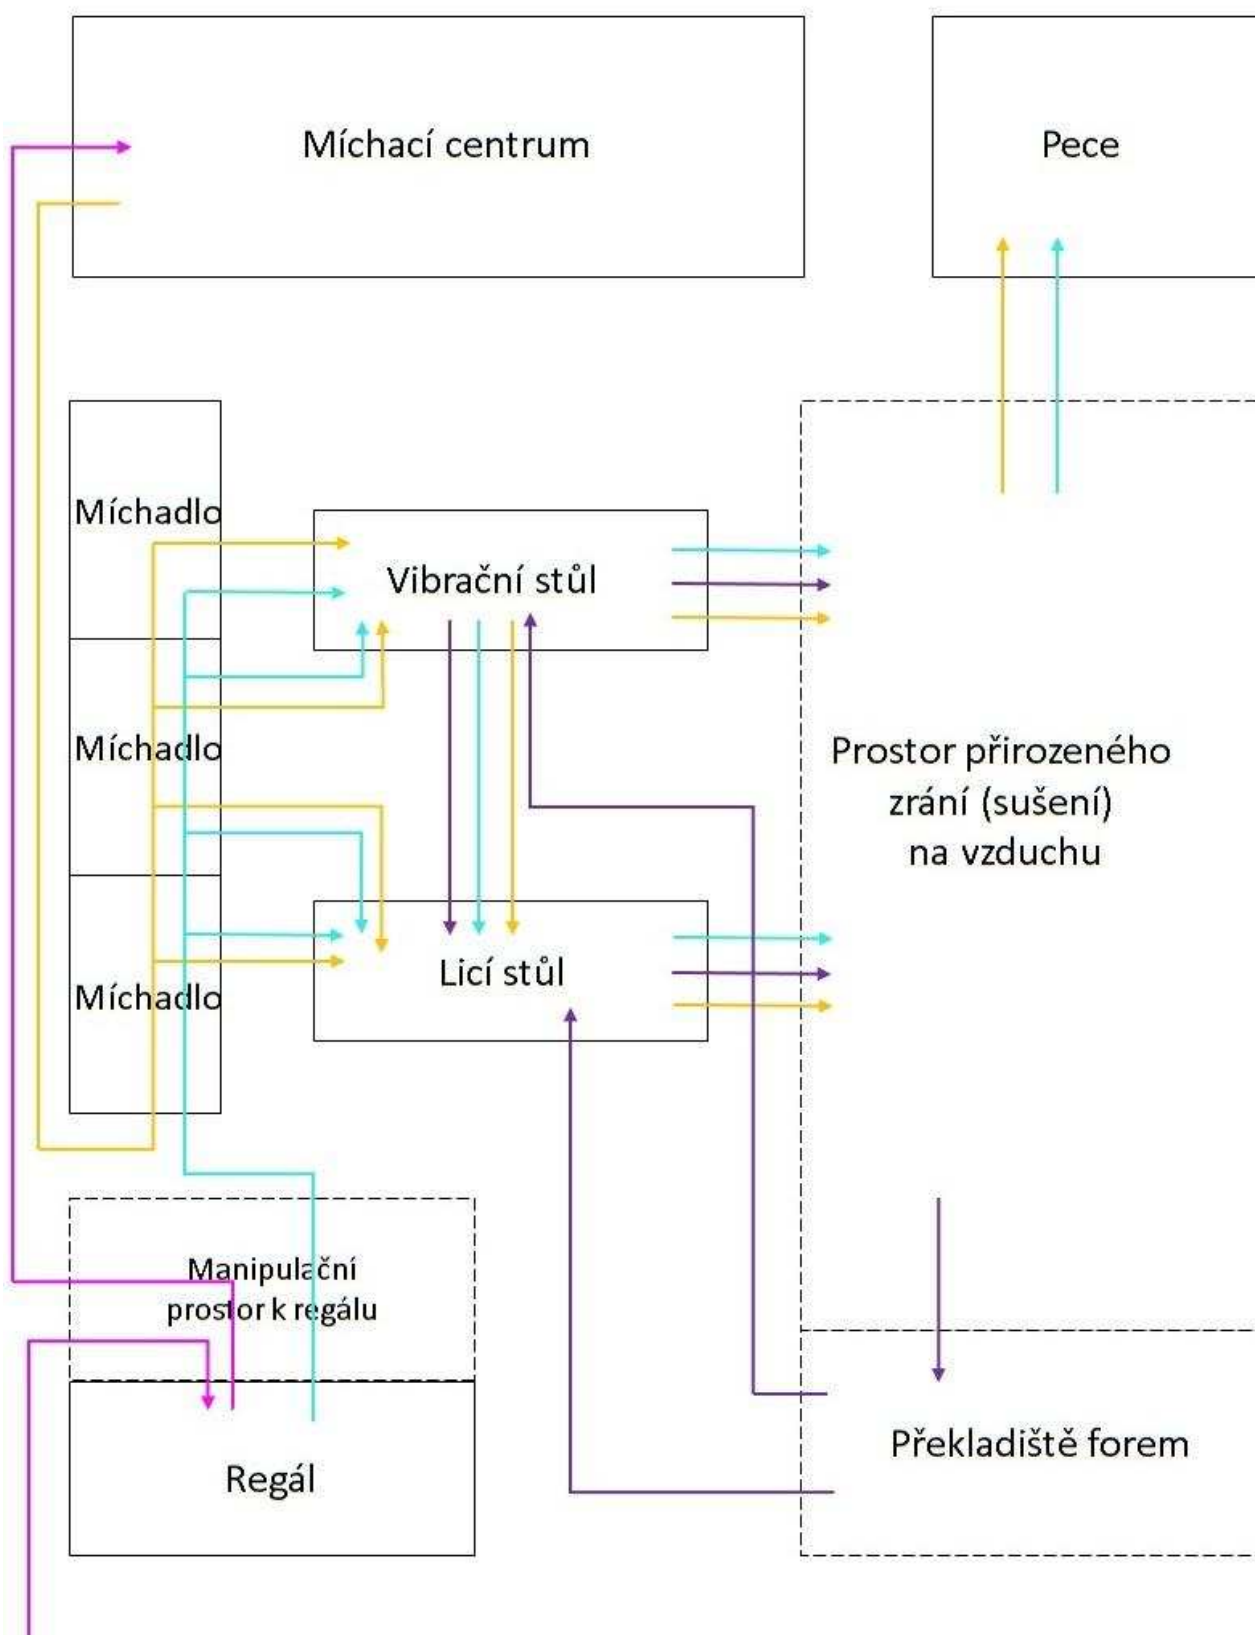 Míchací centrum
Pece
Míchadlo
Vibrační stůl
Míchadlo
Prostor přirozeného
zrání (sušení)
na vzduchu
Míchadlo
Licí stůl
Manipulační
prostor k regálu
Regál
Překladiště forem